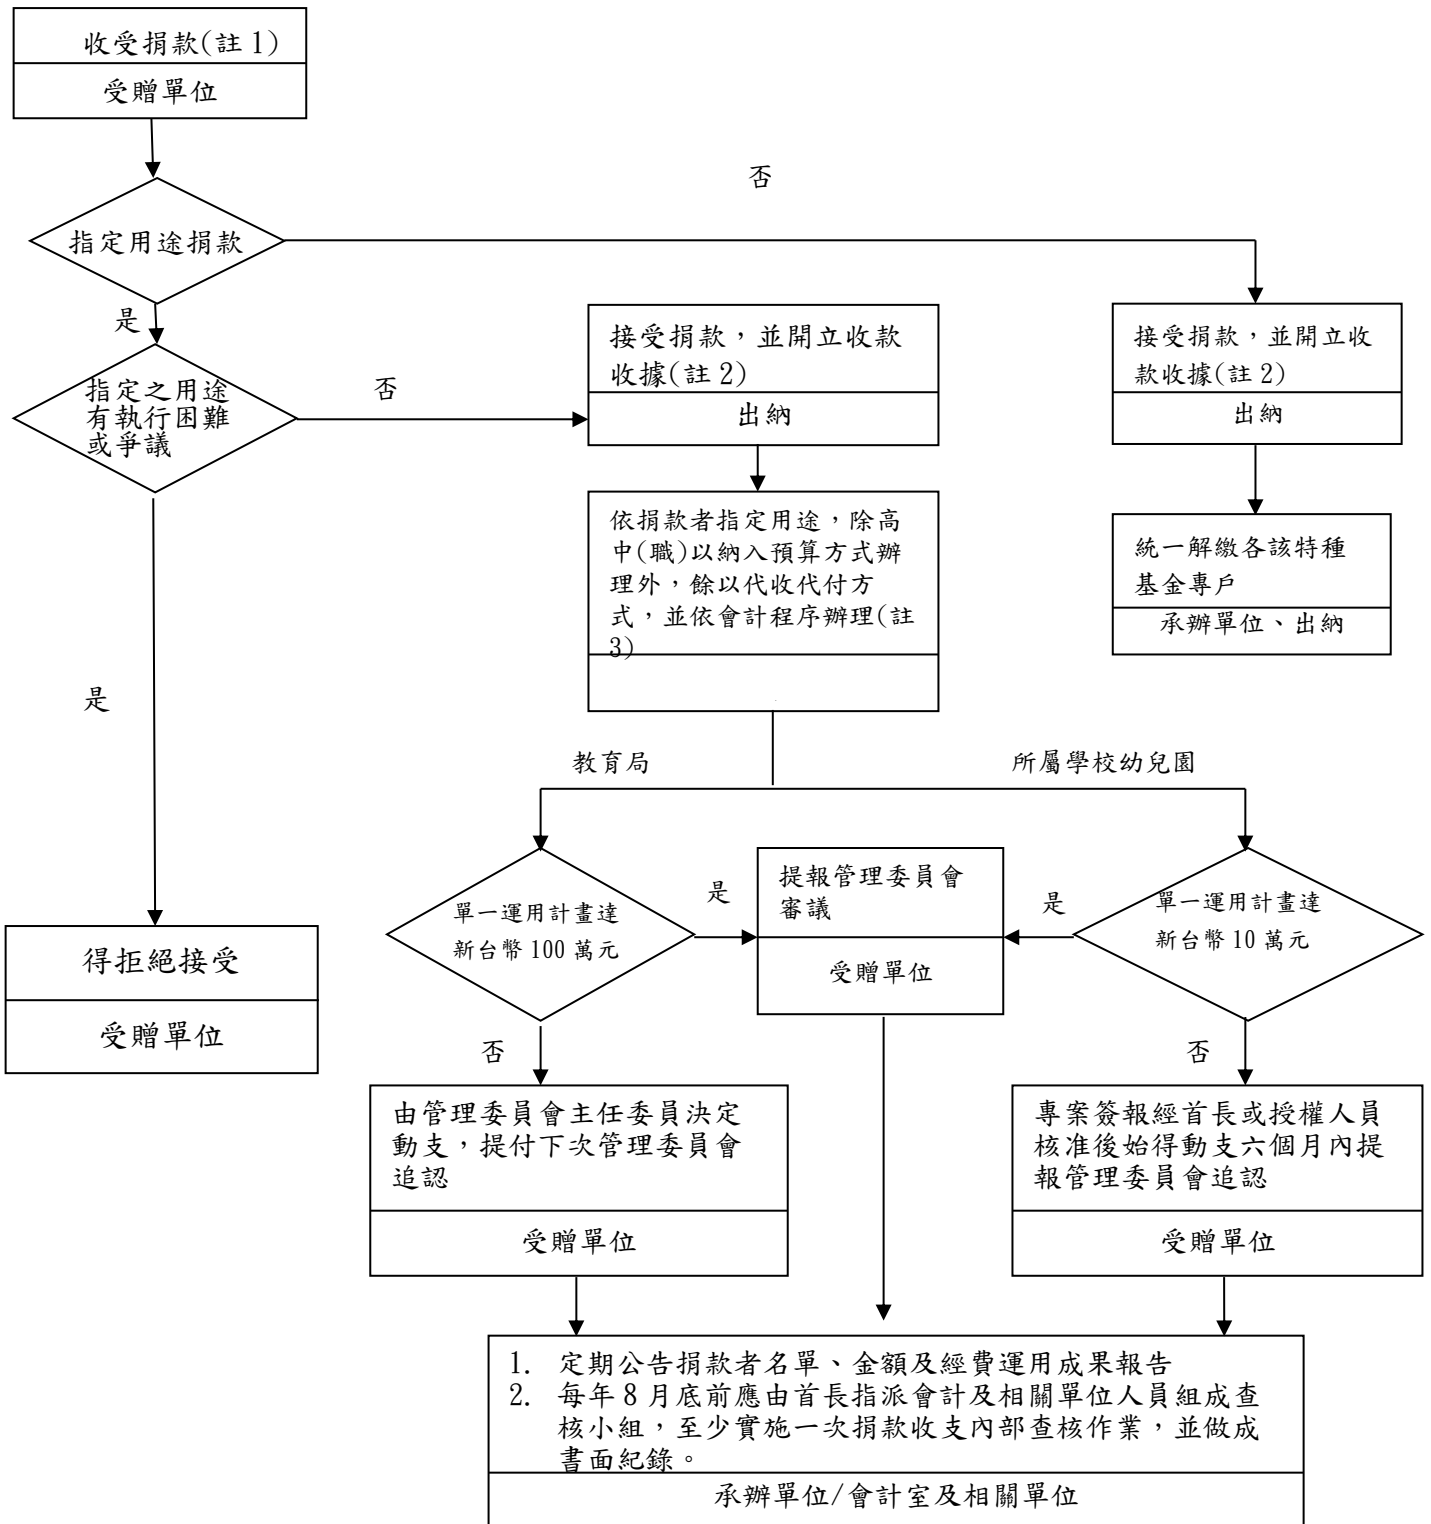 收受捐款(註 1)
受贈單位
否
指定用途捐款
是
指定之用途
有執行困難
或爭議
否
接受捐款，並開立收款
收據(註 2)
出納
接受捐款，並開立收
款收據(註 2)
出納
依捐款者指定用途，除高
中(職)以納入預算方式辦
理外，餘以代收代付方
式，並依會計程序辦理(註
3)
統一解繳各該特種
基金專戶
承辦單位、出納
是
教育局
所屬學校幼兒園
單一運用計畫達
新台幣 100 萬元
是
提報管理委員會
審議
受贈單位
是
單一運用計畫達
新台幣 10 萬元
得拒絕接受
受贈單位
否
否
由管理委員會主任委員決定
動支，提付下次管理委員會
追認
受贈單位
專案簽報經首長或授權人員
核准後始得動支六個月內提
報管理委員會追認
受贈單位
1. 定期公告捐款者名單、金額及經費運用成果報告
2. 每年 8 月底前應由首長指派會計及相關單位人員組成查
核小組，至少實施一次捐款收支內部查核作業，並做成
書面紀錄。
承辦單位/會計室及相關單位